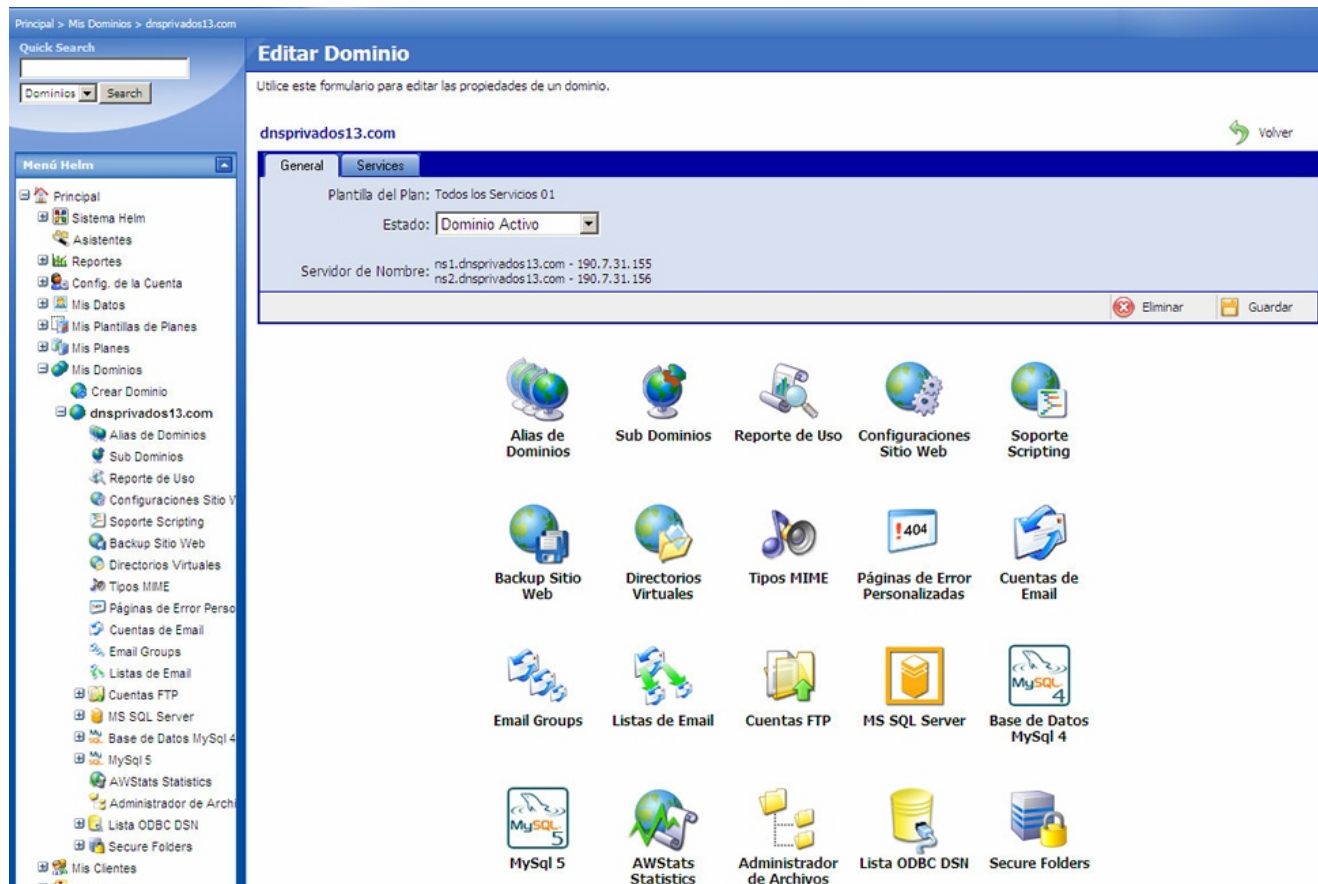 Principal > Mis Dominios > dnsprivados13.com
Quick Search
Dominios
Search
Menú Helm
Principal
Sistema Helm
Asistentes
Reportes
Config. de la Cuenta
Mis Datos
Mis Plantillas de Planes
Mis Planes
Mis Dominios
Crear Dominio
dnsprivados13.com
Alias de Dominios
Sub Dominios
Reporte de Uso
Configuraciones Sitio
Soporte Scripting
Backup Sitio Web
Directorios Virtuales
Tipos MIME
Páginas de Error Perso
Cuentas de Email
Email Groups
Listas de Email
Cuentas FTP
MS SQL Server
Base de Datos MySql 4
MySql 5
AWStats Statistics
Administrador de Archi
Lista ODBC DSN
Secure Folders
Mis Clientes
Editar Dominio
Utilice este formulario para editar las propiedades de un dominio.
dnsprivados13.com
Volver
General
Services
Plantilla del Plan: Todos los Servicios 01
Estado: Dominio Activo
Servidor de Nombre: ns1.dnsprivados13.com - 190.7.31.155
ns2.dnsprivados13.com - 190.7.31.156
Eliminar
Guardar
Alias de
Dominios
Sub Dominios
Reporte de Uso
Configuraciones
Sitio Web
Soporte
Scripting
Backup Sitio
Web
Directorios
Virtuales
Tipos MIME
!404
Páginas de Error
Personalizadas
Cuentas de
Email
Email Groups
Listas de Email
Cuentas FTP
MS SQL Server
MySQL
4
Base de Datos
MySql 4
MySQL
5
MySql 5
AWStats
Statistics
Administrador
de Archivos
Lista ODBC DSN
Secure Folders